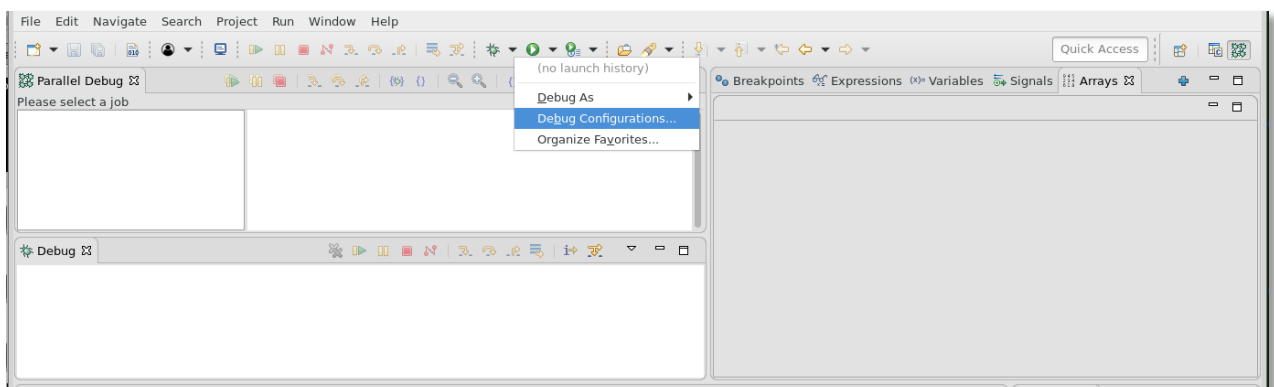 File Edit Navigate Search Project Run Window Help
Quick Access
Parallel Debug
Please select a job
(no launch history)
Debug As
Debug Configurations...
Organize Favorites...
Breakpoints Expressions (x)= Variables Signals Arrays
Debug